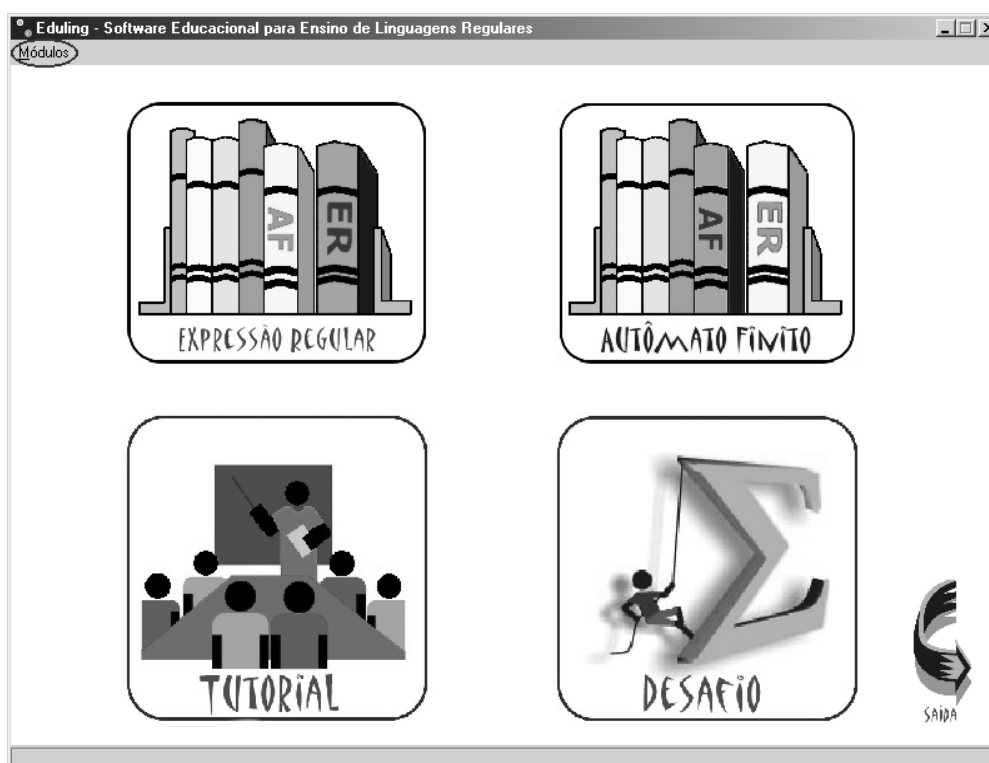 Eduling - Software Educacional para Ensino de Linguagens Regulares
Módulos
AF
ER
EXPRESSÃO REGULAR
AF
ER
AUTÔMATO FINITO
TUTORIAL
Σ
DESAFIO
SAÍDA